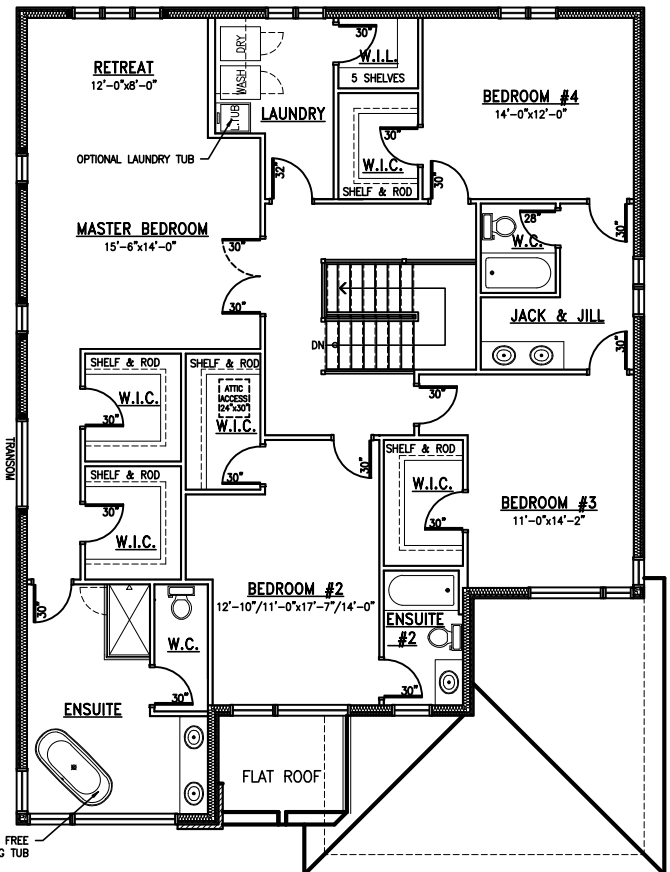 RETREAT
12'-0"x8'-0"
WASH
DRY
L.TUB
LAUNDRY
OPTIONAL LAUNDRY TUB
32"
30"
W.I.L.
5 SHELVES
30"
W.I.C.
SHELF & ROD
BEDROOM #4
14'-0"x12'-0"
30"
28"
W.C.
30"
JACK & JILL
30"
MASTER BEDROOM
15'-6"x14'-0"
30"
30"
DN
SHELF & ROD
W.I.C.
30"
SHELF & ROD
ATTIC
ACCESS
24"x30"
W.I.C.
30"
TRANSOM
SHELF & ROD
30"
W.I.C.
30"
30"
SHELF & ROD
W.I.C.
30"
BEDROOM #3
11'-0"x14'-2"
BEDROOM #2
12'-10"/11'-0"x17'-7"/14'-0"
30"
W.C.
30"
ENSUITE
ENSUITE
#2
30"
FLAT ROOF
FREE
G TUB